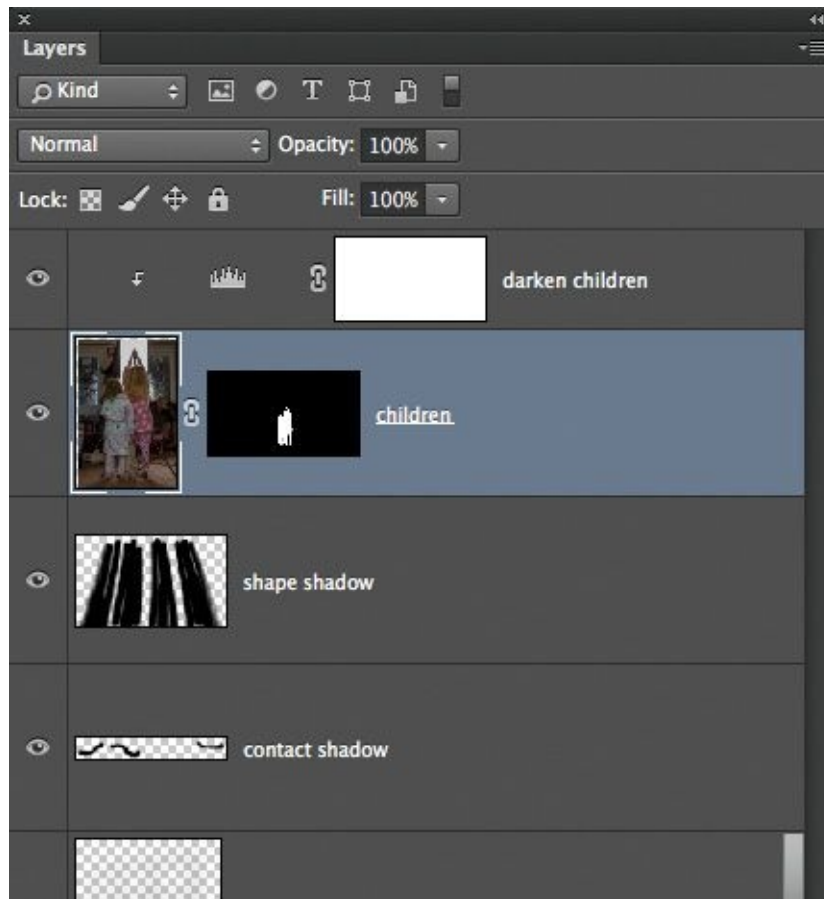 Layers
Kind T
Normal Opacity: 100%
Lock: Fill: 100%
darken children
children
shape shadow
contact shadow